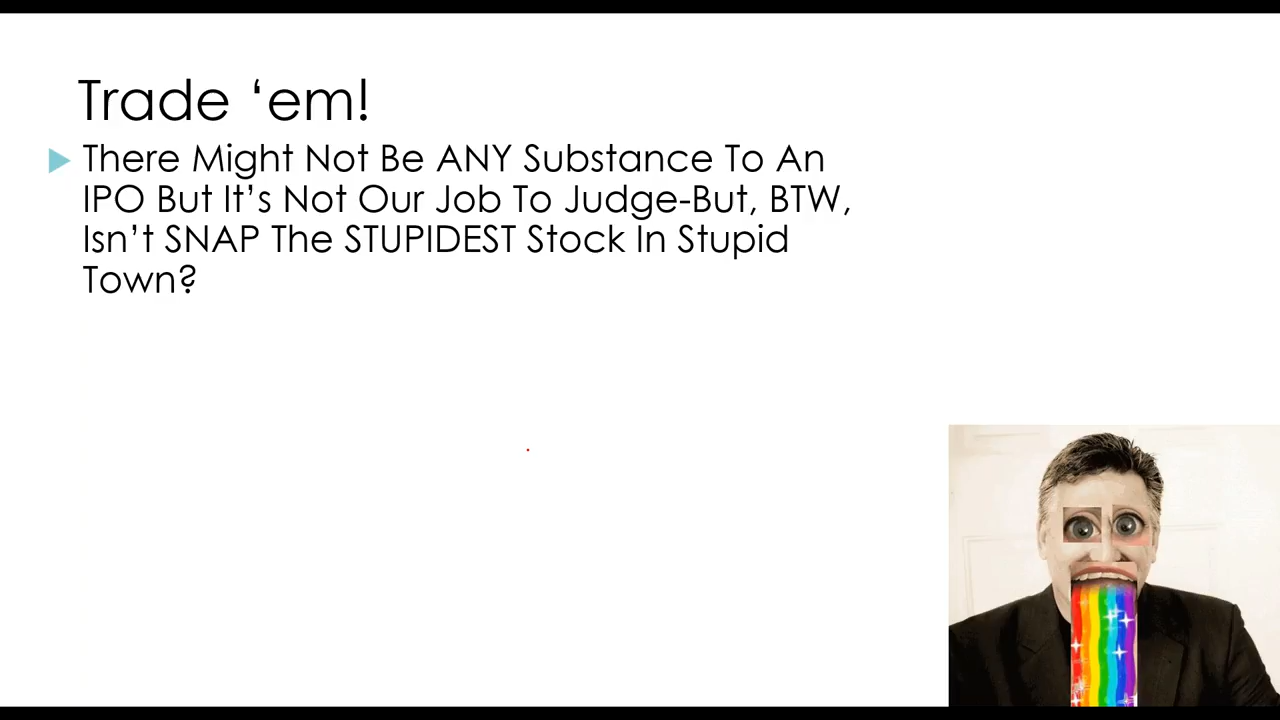 Trade ‘em!
There Might Not Be ANY Substance To An
IPO But It’s Not Our Job To Judge-But, BTW,
Isn’t SNAP The STUPIDEST Stock In Stupid
Town?